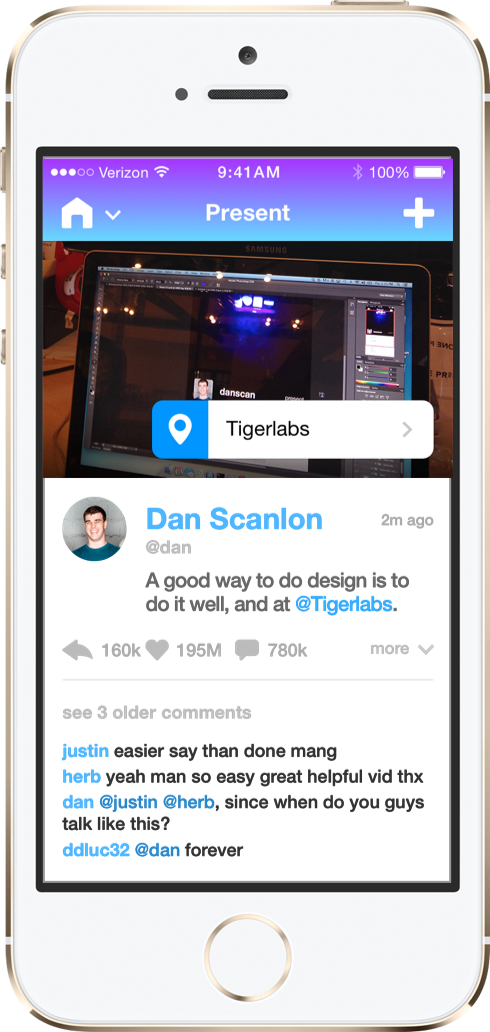 Verizon 9:41AM 100%
Present
SAMSUNG
danscan
present
Tigerlabs
Dan Scanlon 2m ago
@dan
A good way to do design is to
do it well, and at @Tigerlabs.
160k 195M 780k more
see 3 older comments
justin easier say than done mang
herb yeah man so easy great helpful vid thx
dan @justin @herb, since when do you guys
talk like this?
ddluc32 @dan forever